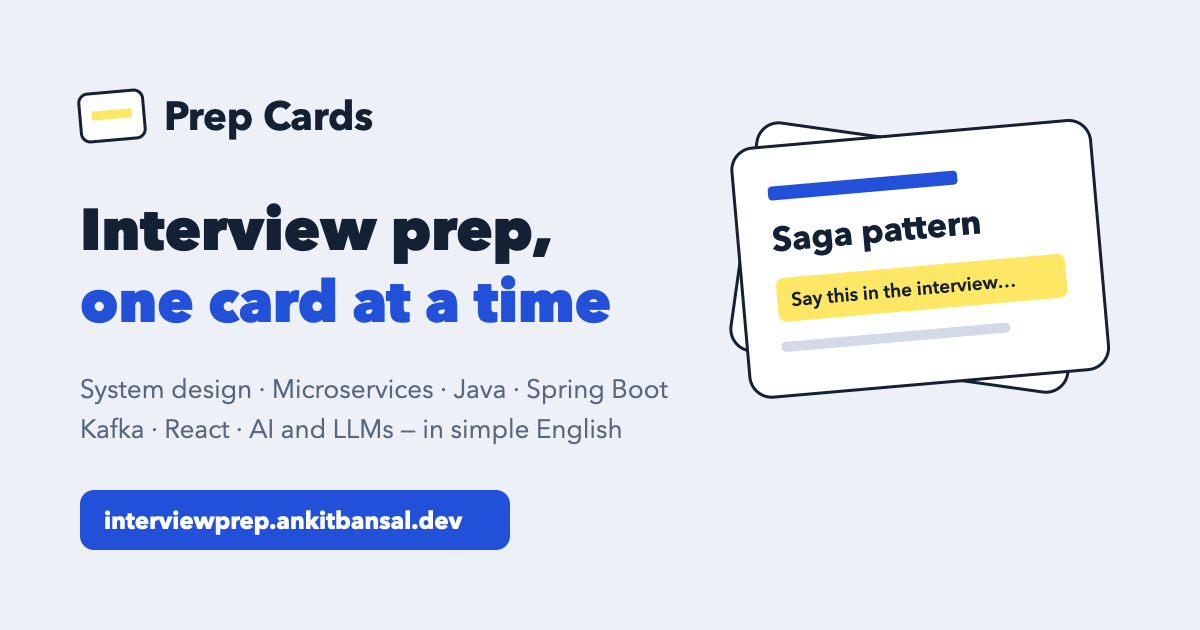 Prep Cards
Interview prep,
one card at a time
System design · Microservices · Java · Spring Boot
Kafka · React · AI and LLMs — in simple English
interviewprep.ankitbansal.dev
Saga pattern
Say this in the interview…